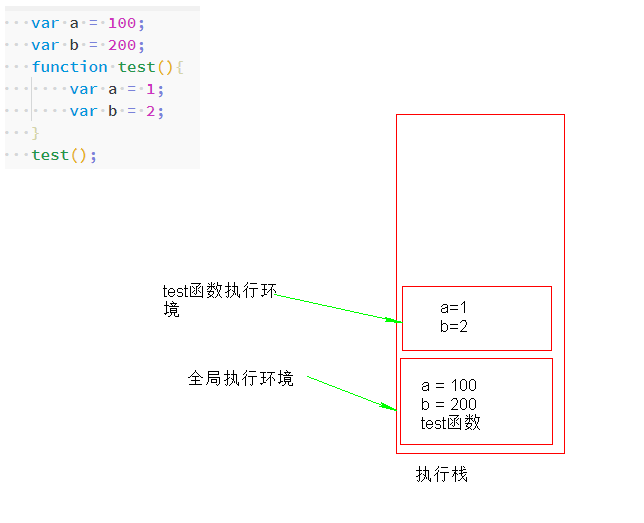 var a = 100;
var b = 200;
function test(){
var a = 1;
var b = 2;
}
test();
test函数执行环
境
a=1
b=2
全局执行环境
a = 100
b = 200
test函数
执行栈